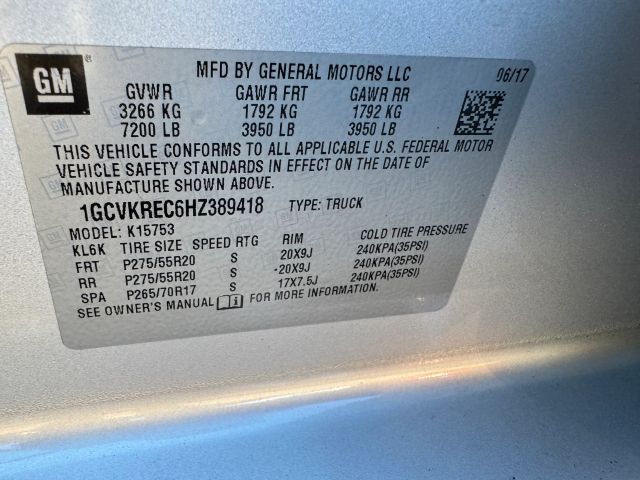 GM
MFD BY GENERAL MOTORS LLC 06/17
GVWR GAWR FRT GAWR RR
3266 KG 1792 KG 1792 KG
7200 LB 3950 LB 3950 LB
THIS VEHICLE CONFORMS TO ALL APPLICABLE U.S. FEDERAL MOTOR
VEHICLE SAFETY STANDARDS IN EFFECT ON THE DATE OF
MANUFACTURE SHOWN ABOVE.
1GCVKREC6HZ389418 TYPE: TRUCK
MODEL: K15753
KL6K TIRE SIZE SPEED RTG RIM COLD TIRE PRESSURE
FRT P275/55R20 S 20X9J 240KPA(35PSI)
RR P275/55R20 S 20X9J 240KPA(35PSI)
SPA P265/70R17 S 17X7.5J 240KPA(35PSI)
SEE OWNER'S MANUAL FOR MORE INFORMATION.